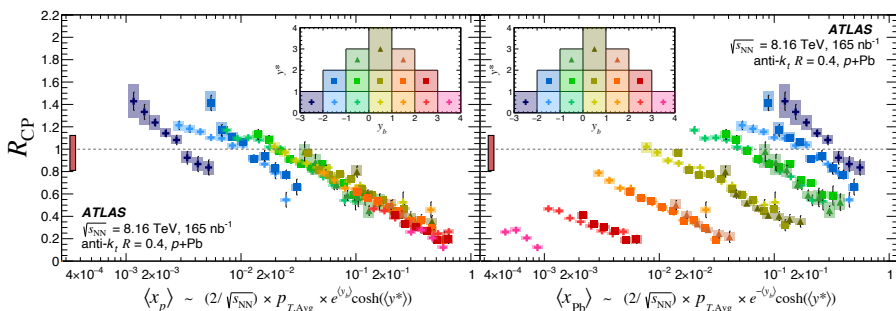 R_CP
2
1.8
1.6
1.4
1.2
1
0.8
0.6
0.4
0.2
0
y*
4
3
2
1
0
−3 −2 −1 0 1 2 3 4
y_b
ATLAS
√s_NN = 8.16 TeV, 165 nb⁻¹
anti-k_t R = 0.4, p+Pb
4×10⁻⁴ 10⁻³ 2×10⁻³ 10⁻² 2×10⁻² 10⁻¹ 2×10⁻¹ 1
⟨x_p⟩ ~ (2/√s_NN) × p_T,Avg × e^⟨y_b⟩ cosh(⟨y*⟩)
y*
4
3
2
1
0
−3 −2 −1 0 1 2 3 4
y_b
ATLAS
√s_NN = 8.16 TeV, 165 nb⁻¹
anti-k_t R = 0.4, p+Pb
4×10⁻⁴ 10⁻³ 2×10⁻³ 10⁻² 2×10⁻² 10⁻¹ 2×10⁻¹ 1
⟨x_Pb⟩ ~ (2/√s_NN) × p_T,Avg × e^−⟨y_b⟩ cosh(⟨y*⟩)